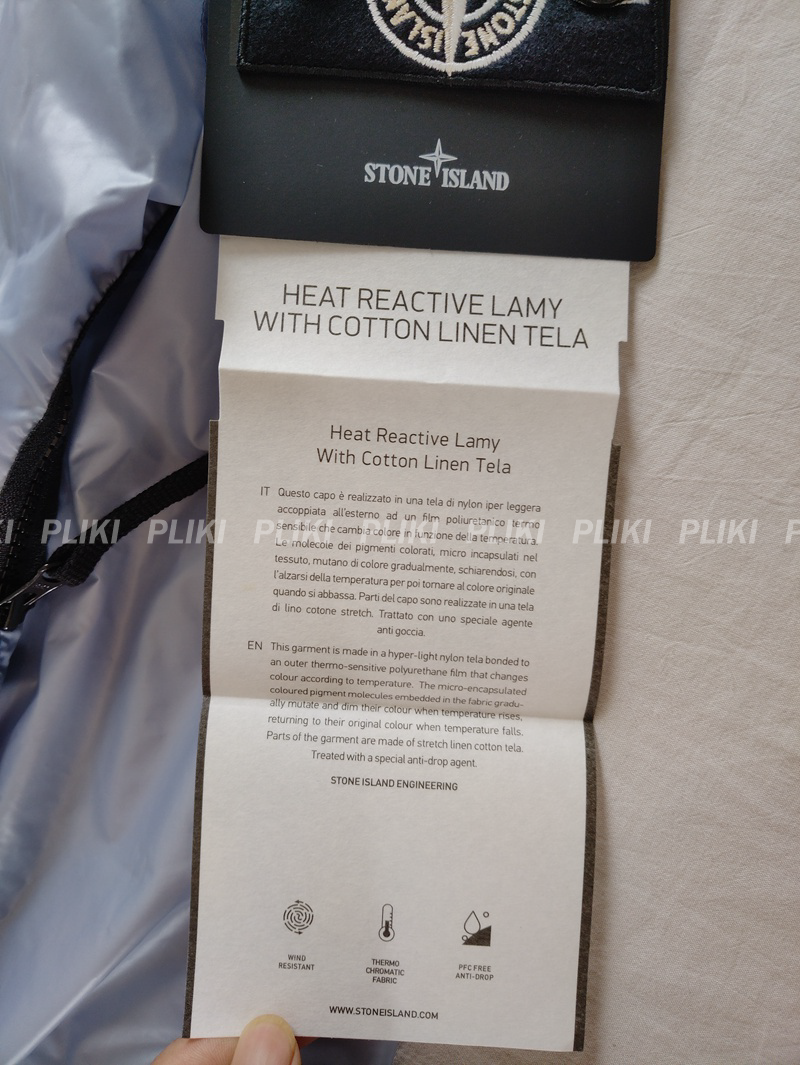 STONE ISLAND
STONE ISLAND
HEAT REACTIVE LAMY
WITH COTTON LINEN TELA
Heat Reactive Lamy
With Cotton Linen Tela
IT Questo capo è realizzato in una tela di nylon iper leggera
accoppiata all'esterno ad un film poliuretanico termo
sensibile che cambia colore in funzione della temperatura.
PLIKI PLIKI PLIKI PLIKI PLIKI PLIKI
Le molecole dei pigmenti colorati, micro incapsulati nel
tessuto, mutano di colore gradualmente, schiarendosi, con
l'alzarsi della temperatura per poi tornare al colore originale
quando si abbassa. Parti del capo sono realizzate in una tela
di lino cotone stretch. Trattato con uno speciale agente
anti goccia.
EN This garment is made in a hyper-light nylon tela bonded to
an outer thermo-sensitive polyurethane film that changes
colour according to temperature. The micro-encapsulated
coloured pigment molecules embedded in the fabric gradu-
ally mutate and dim their colour when temperature rises,
returning to their original colour when temperature falls.
Parts of the garment are made of stretch linen cotton tela.
Treated with a special anti-drop agent.
STONE ISLAND ENGINEERING
WIND
RESISTANT
THERMO
CHROMATIC
FABRIC
PFC FREE
ANTI-DROP
WWW.STONEISLAND.COM